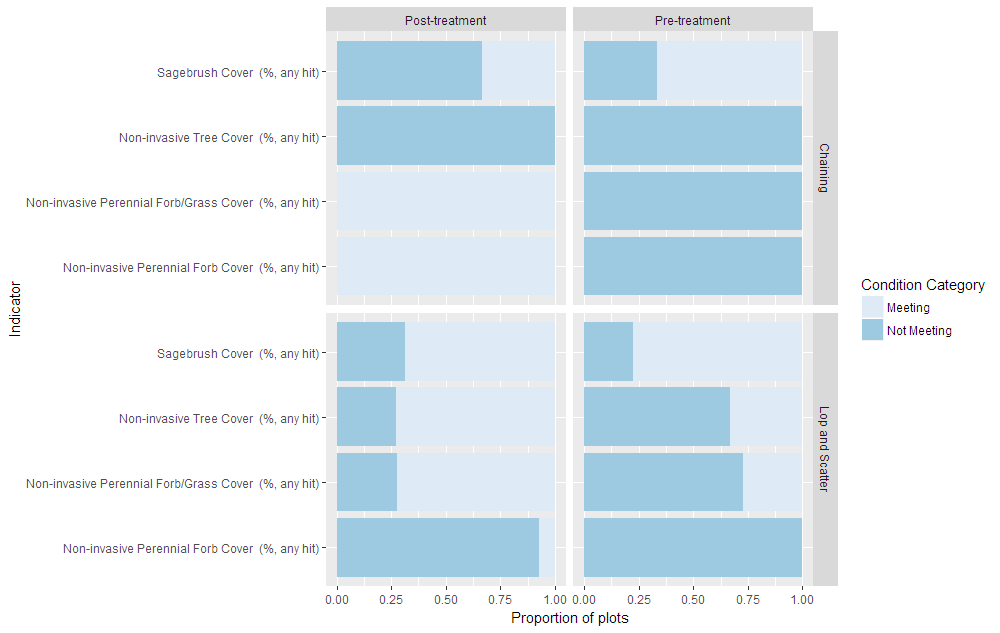 Post-treatment
Pre-treatment
Sagebrush Cover (%, any hit)
Non-invasive Tree Cover (%, any hit)
Non-invasive Perennial Forb/Grass Cover (%, any hit)
Non-invasive Perennial Forb Cover (%, any hit)
Chaining
Indicator
Sagebrush Cover (%, any hit)
Non-invasive Tree Cover (%, any hit)
Non-invasive Perennial Forb/Grass Cover (%, any hit)
Non-invasive Perennial Forb Cover (%, any hit)
Lop and Scatter
0.00 0.25 0.50 0.75 1.00 0.00 0.25 0.50 0.75 1.00
Proportion of plots
Condition Category
Meeting
Not Meeting